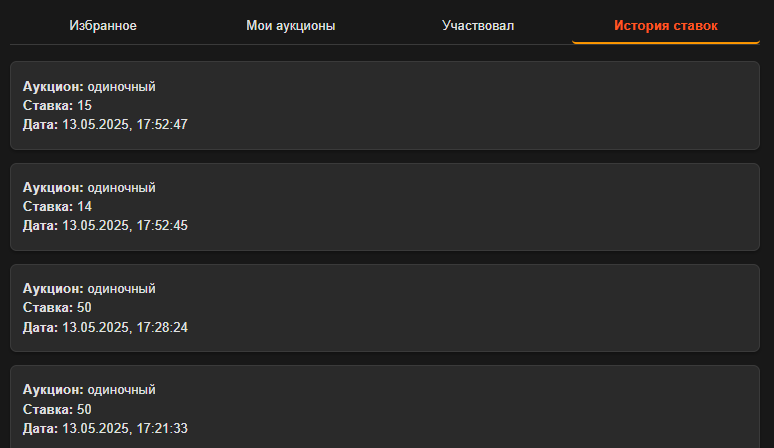 Избранное Мои аукционы Участвовал История ставок
Аукцион: одиночный
Ставка: 15
Дата: 13.05.2025, 17:52:47
Аукцион: одиночный
Ставка: 14
Дата: 13.05.2025, 17:52:45
Аукцион: одиночный
Ставка: 50
Дата: 13.05.2025, 17:28:24
Аукцион: одиночный
Ставка: 50
Дата: 13.05.2025, 17:21:33